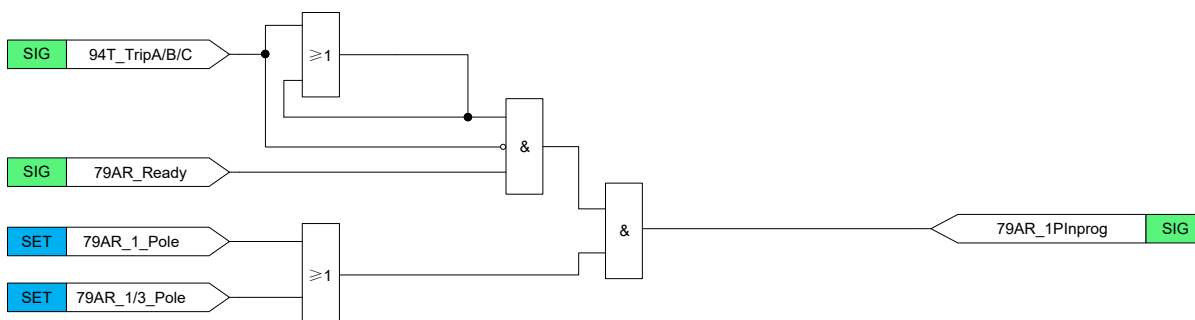 ≥1
SIG 94T_TripA/B/C
&
SIG 79AR_Ready
&
79AR_1PInprog SIG
SET 79AR_1_Pole
≥1
SET 79AR_1/3_Pole